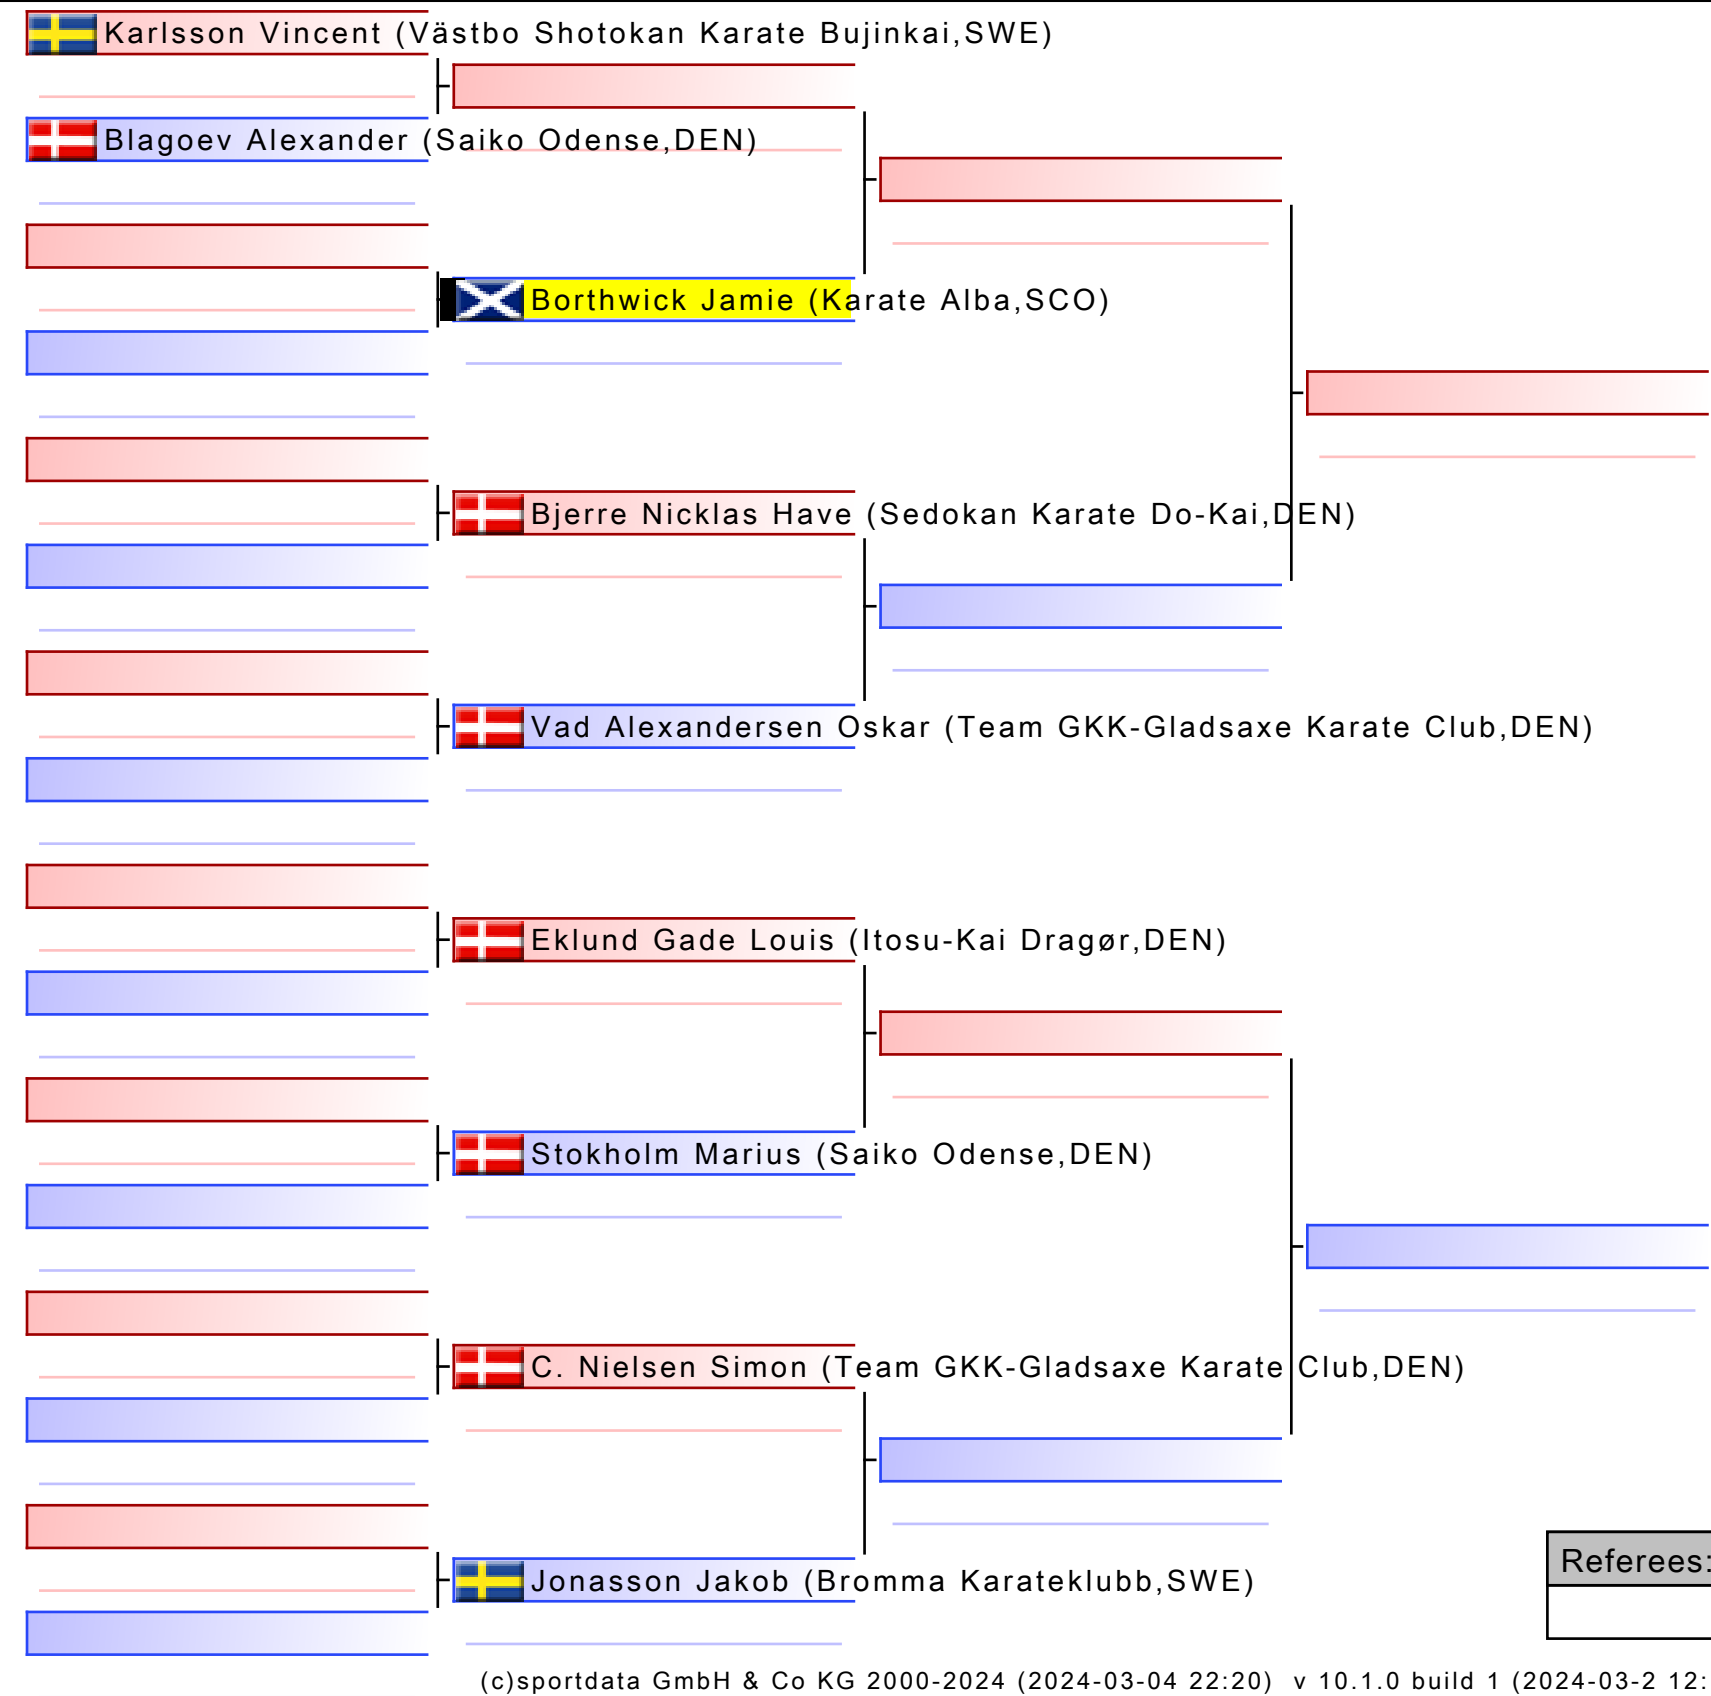 Karlsson Vincent (Västbo Shotokan Karate Bujinkai,SWE)
Blagoev Alexander (Saiko Odense,DEN)
Borthwick Jamie (Karate Alba,SCO)
Bjerre Nicklas Have (Sedokan Karate Do-Kai,DEN)
Vad Alexandersen Oskar (Team GKK-Gladsaxe Karate Club,DEN)
Eklund Gade Louis (Itosu-Kai Dragør,DEN)
Stokholm Marius (Saiko Odense,DEN)
C. Nielsen Simon (Team GKK-Gladsaxe Karate Club,DEN)
Referees:
Jonasson Jakob (Bromma Karateklubb,SWE)
(c)sportdata GmbH & Co KG 2000-2024 (2024-03-04 22:20) v 10.1.0 build 1 (2024-03-2 12: